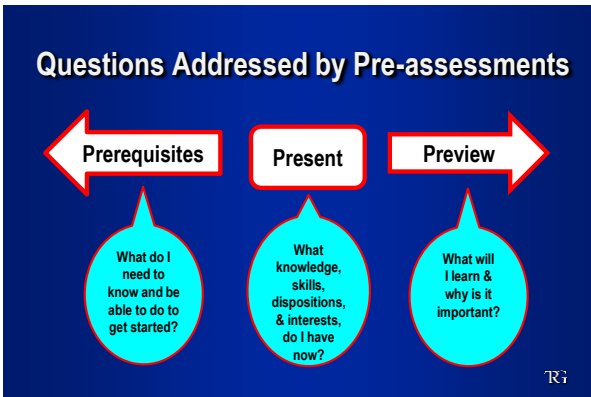 Questions Addressed by Pre-assessments
Prerequisites
Present
Preview
What do I
need to
know and be
able to do to
get started?
What
knowledge,
skills,
dispositions,
& interests,
do I have
now?
What will
I learn &
why is it
important?
TRG